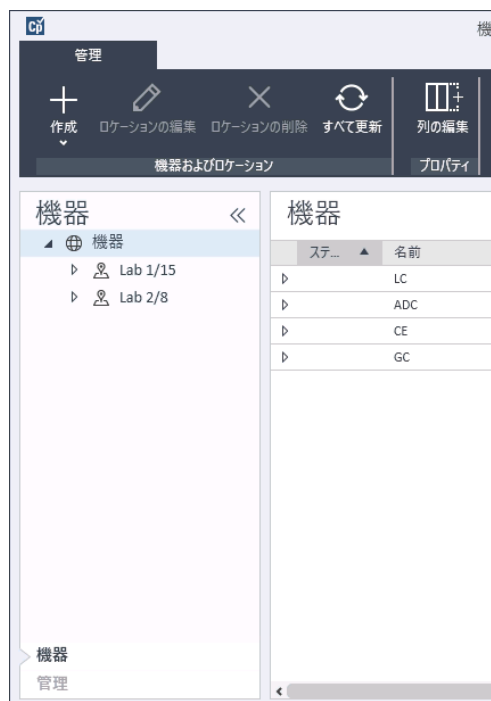 Cp
機
管理
作成
ロケーションの編集
ロケーションの削除
すべて更新
列の編集
機器およびロケーション
プロパティ
機器
機器
Lab 1/15
Lab 2/8
機器
管理
機器
ステ...
名前
LC
ADC
CE
GC